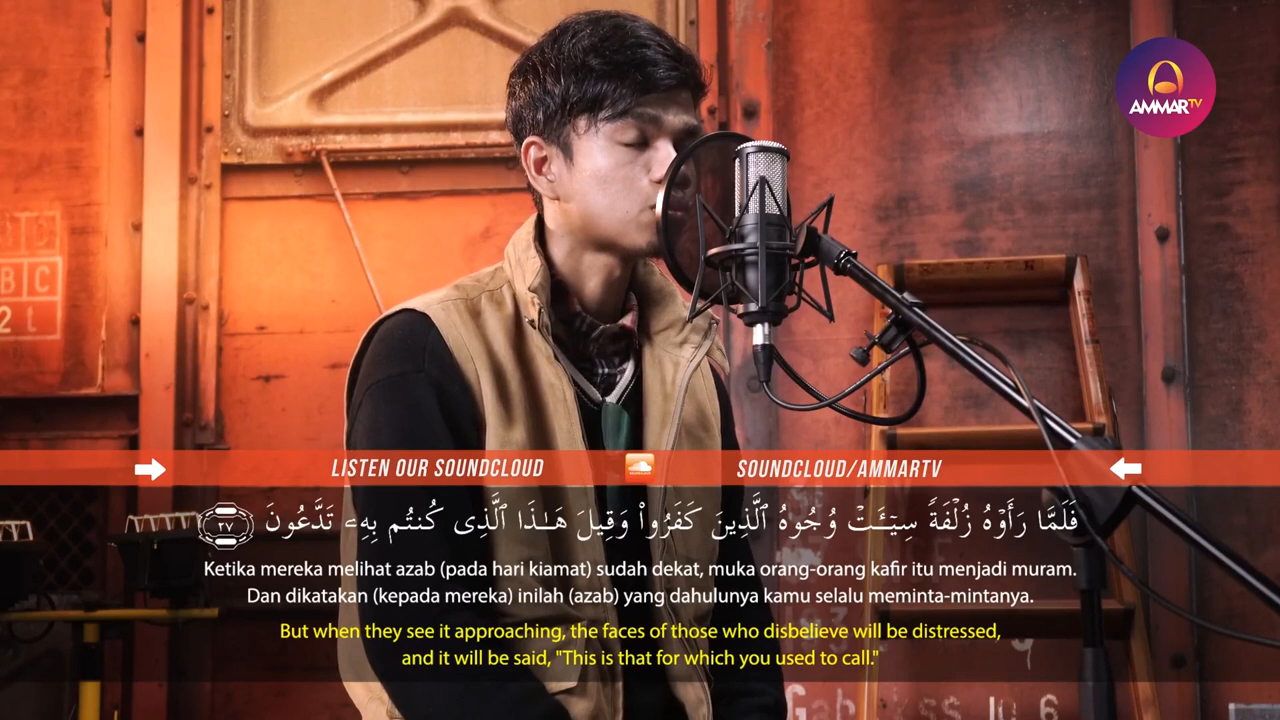 AMMAR TV
BC
LISTEN OUR SOUNDCLOUD
SOUNDCLOUD/AMMARTV
فَلَمَّا رَأَوْهُ زُلْفَةً سِيٓـَٔتْ وُجُوهُ ٱلَّذِينَ كَفَرُوا۟ وَقِيلَ هَـٰذَا ٱلَّذِى كُنتُم بِهِۦ تَدَّعُونَ ٢٧
Ketika mereka melihat azab (pada hari kiamat) sudah dekat, muka orang-orang kafir itu menjadi muram.
Dan dikatakan (kepada mereka) inilah (azab) yang dahulunya kamu selalu meminta-mintanya.
But when they see it approaching, the faces of those who disbelieve will be distressed,
and it will be said, "This is that for which you used to call."